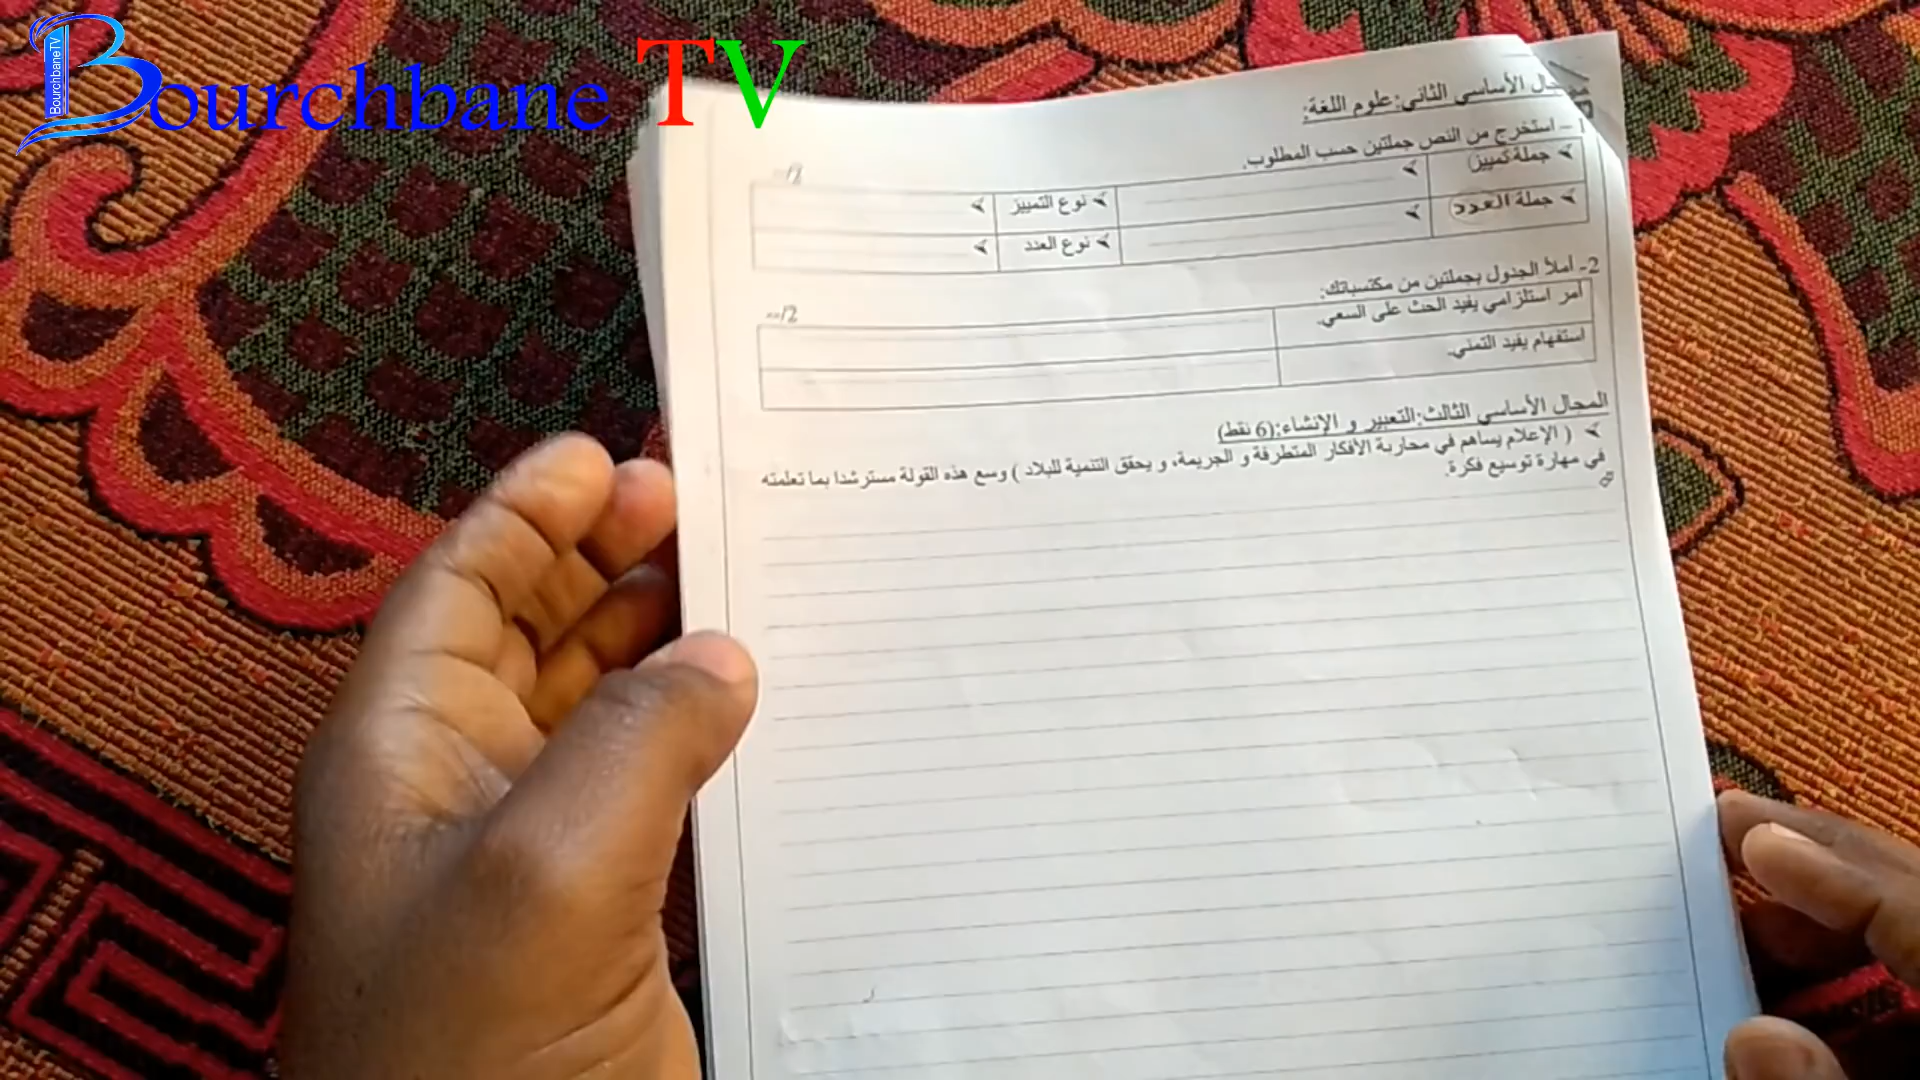 Bourchbane TV
BourchbaneTV
مجال الأساسي الثاني:علوم اللغة:
1 – استخرج من النص جملتين حسب المطلوب.
--/2
جملة تمييز) نوع التمييز
جملة العدد نوع العدد
2- أملأ الجدول بجملتين من مكتسباتك:
--/2
أمر استلزامي يفيد الحث على السعي.
استفهام يفيد التمني.
المجال الأساسي الثالث:التعبير و الإنشاء:(6 نقط)
( الإعلام يساهم في محاربة الأفكار المتطرفة و الجريمة، و يحقق التنمية للبلاد ) وسع هذه القولة مسترشدا بما تعلمته
في مهارة توسيع فكرة.